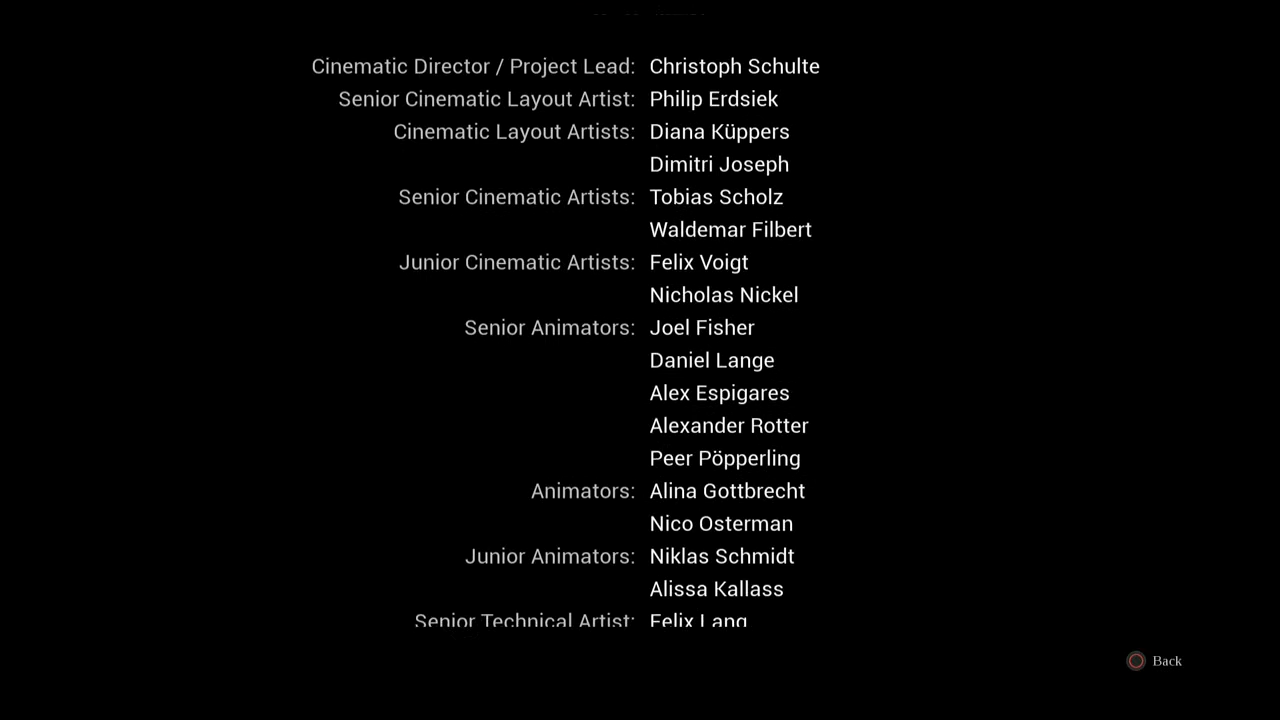 Cinematic Director / Project Lead: Christoph Schulte
Senior Cinematic Layout Artist: Philip Erdsiek
Cinematic Layout Artists: Diana Küppers
Dimitri Joseph
Senior Cinematic Artists: Tobias Scholz
Waldemar Filbert
Junior Cinematic Artists: Felix Voigt
Nicholas Nickel
Senior Animators: Joel Fisher
Daniel Lange
Alex Espigares
Alexander Rotter
Peer Pöpperling
Animators: Alina Gottbrecht
Nico Osterman
Junior Animators: Niklas Schmidt
Alissa Kallass
Senior Technical Artist: Felix Lang
Back